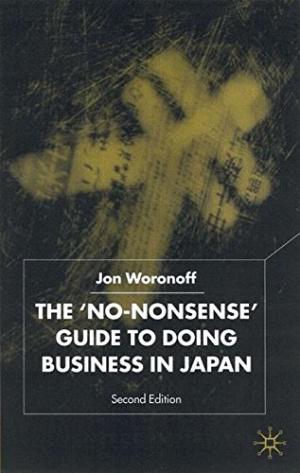 Jon Woronoff
THE 'NO-NONSENSE'
GUIDE TO DOING
BUSINESS IN JAPAN
Second Edition